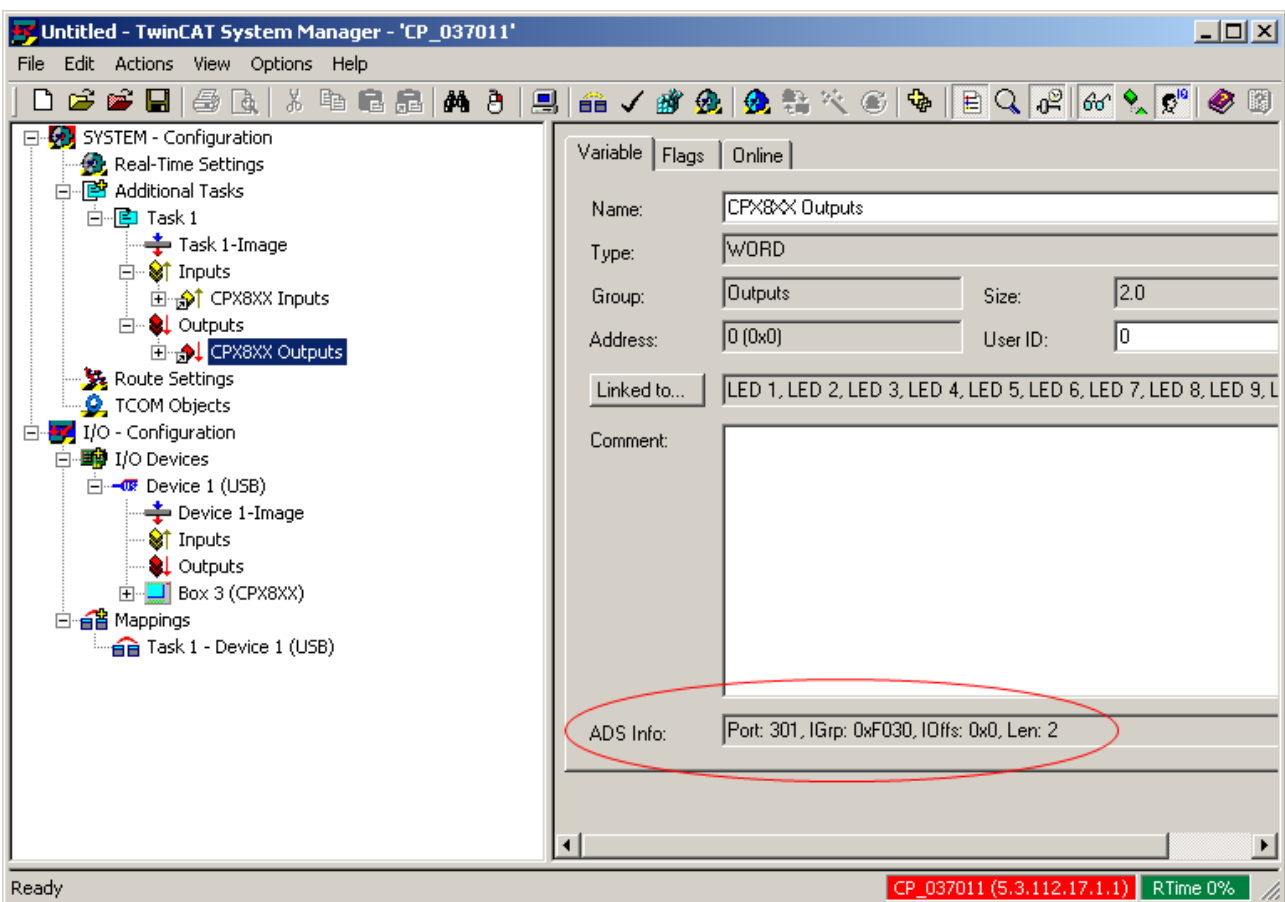 Untitled - TwinCAT System Manager - 'CP_037011'
File Edit Actions View Options Help
SYSTEM - Configuration
Real-Time Settings
Additional Tasks
Task 1
Task 1-Image
Inputs
CPX8XX Inputs
Outputs
CPX8XX Outputs
Route Settings
TCOM Objects
I/O - Configuration
I/O Devices
Device 1 (USB)
Device 1-Image
Inputs
Outputs
Box 3 (CPX8XX)
Mappings
Task 1 - Device 1 (USB)
Variable Flags Online
Name: CPX8XX Outputs
Type: WORD
Group: Outputs Size: 2.0
Address: 0 (0x0) User ID: 0
Linked to... LED 1, LED 2, LED 3, LED 4, LED 5, LED 6, LED 7, LED 8, LED 9, L
Comment:
ADS Info: Port: 301, IGrp: 0xF030, IOffs: 0x0, Len: 2
Ready CP_037011 (5.3.112.17.1.1) RTime 0%